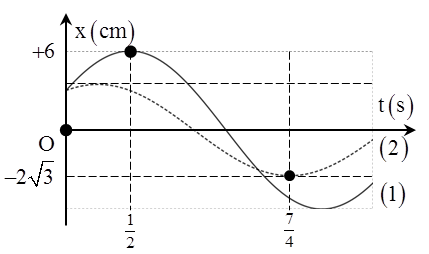 x (cm)
+6
t (s)
O
(2)
–2√3
(1)
1/2
7/4